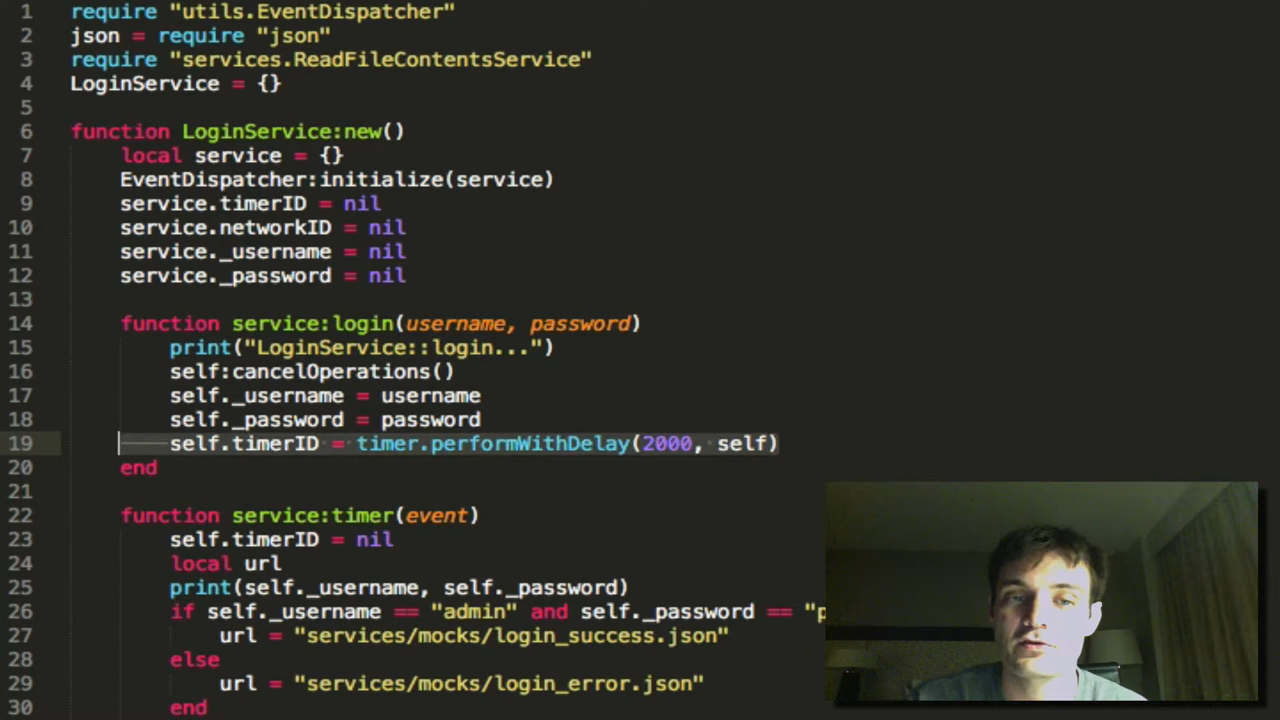 1 require "utils.EventDispatcher"
2 json = require "json"
3 require "services.ReadFileContentsService"
4 LoginService = {}
5
6 function LoginService:new()
7 local service = {}
8 EventDispatcher:initialize(service)
9 service.timerID = nil
10 service.networkID = nil
11 service._username = nil
12 service._password = nil
13
14 function service:login(username, password)
15 print("LoginService::login...")
16 self:cancelOperations()
17 self._username = username
18 self._password = password
19 self.timerID = timer.performWithDelay(2000, self)
20 end
21
22 function service:timer(event)
23 self.timerID = nil
24 local url
25 print(self._username, self._password)
26 if self._username == "admin" and self._password == "p
27 url = "services/mocks/login_success.json"
28 else
29 url = "services/mocks/login_error.json"
30 end